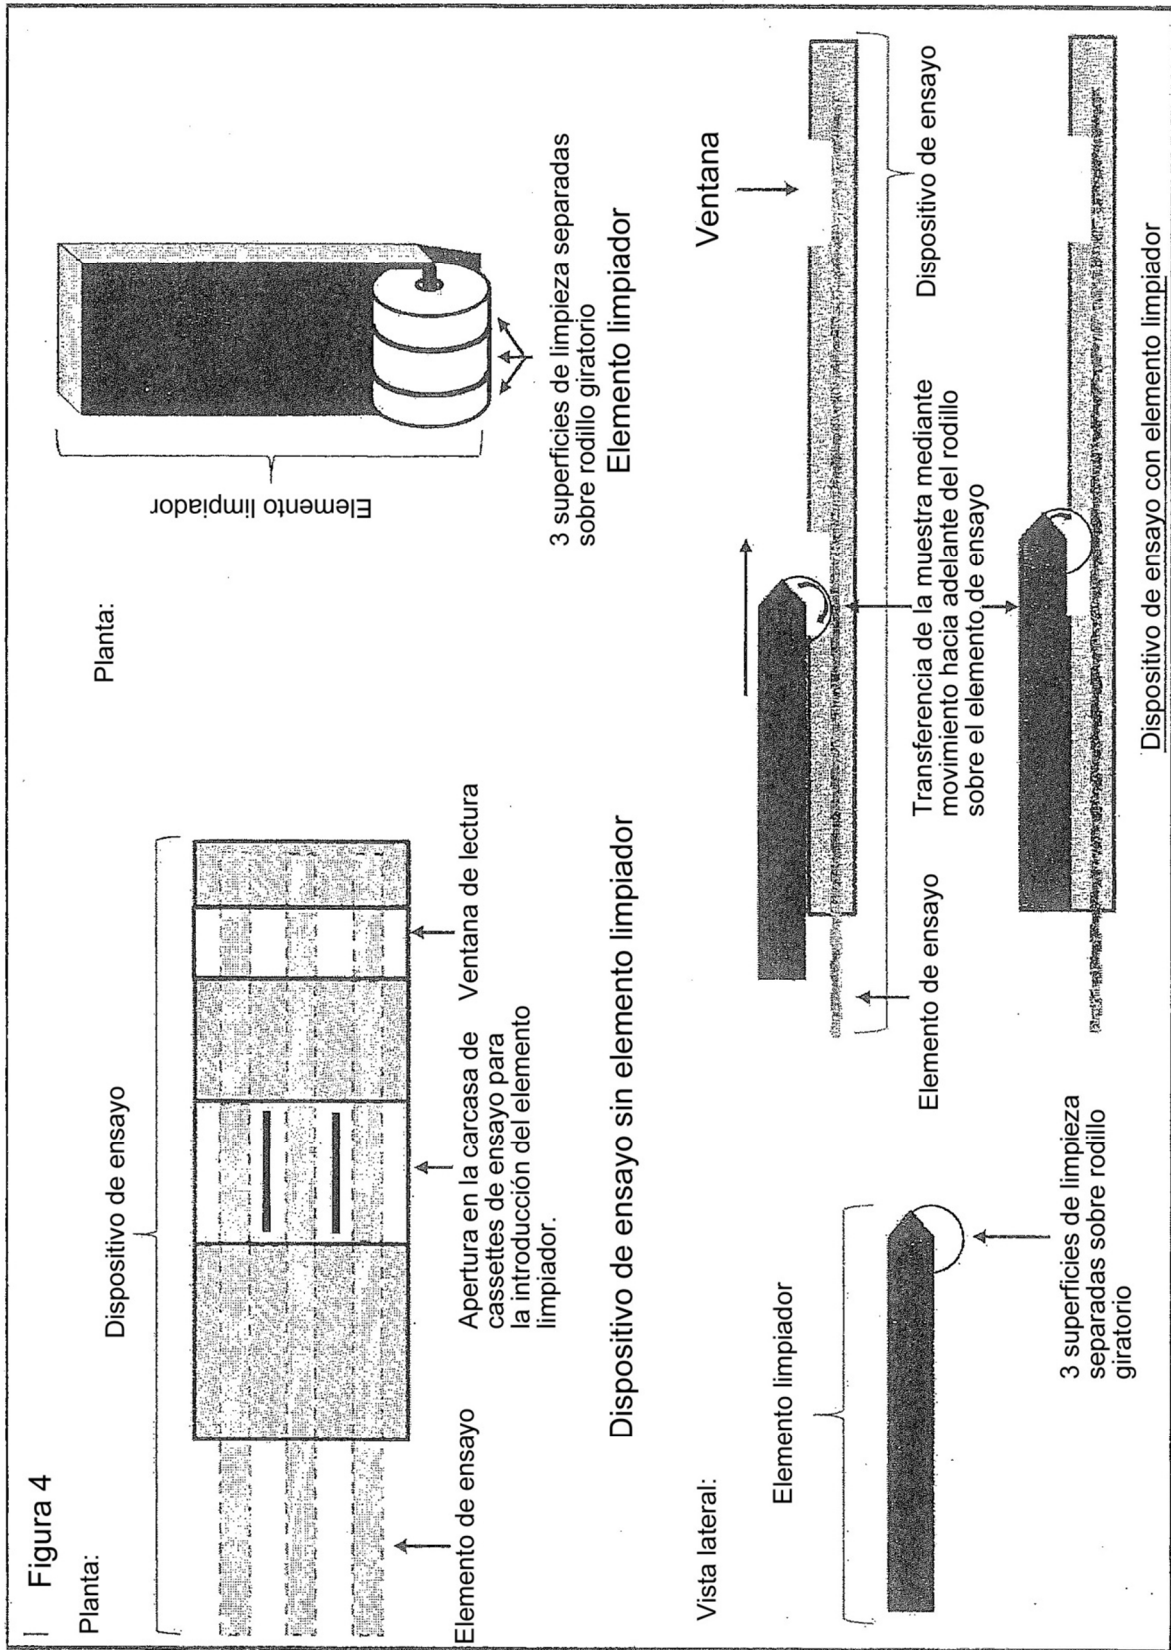 Figura 4
Planta:
Dispositivo de ensayo
Elemento de ensayo
Apertura en la carcasa de
cassettes de ensayo para
la introducción del elemento
limpiador.
Ventana de lectura
Dispositivo de ensayo sin elemento limpiador
Planta:
Elemento limpiador
3 superficies de limpieza separadas
sobre rodillo giratorio
Elemento limpiador
Vista lateral:
Elemento limpiador
3 superficies de limpieza
separadas sobre rodillo
giratorio
Ventana
Elemento de ensayo
Transferencia de la muestra mediante
movimiento hacia adelante del rodillo
sobre el elemento de ensayo
Dispositivo de ensayo
Dispositivo de ensayo con elemento limpiador